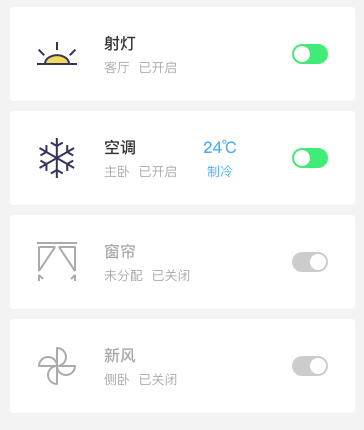 射灯
客厅 已开启
空调
24℃
主卧 已开启
制冷
窗帘
未分配 已关闭
新风
侧卧 已关闭